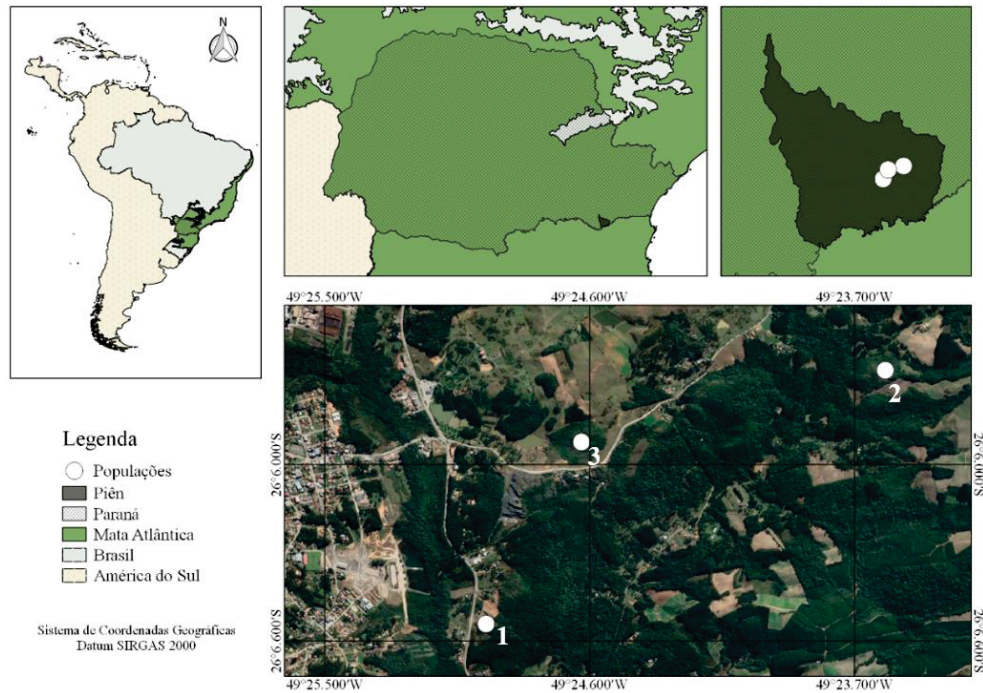 N
49°25.500'W
49°24.600'W
49°23.700'W
26°6.000'S
26°6.000'S
26°6.600'S
26°6.600'S
2
3
1
49°25.500'W
49°24.600'W
49°23.700'W
Legenda
Populações
Piên
Paraná
Mata Atlântica
Brasil
América do Sul
Sistema de Coordenadas Geográficas
Datum SIRGAS 2000